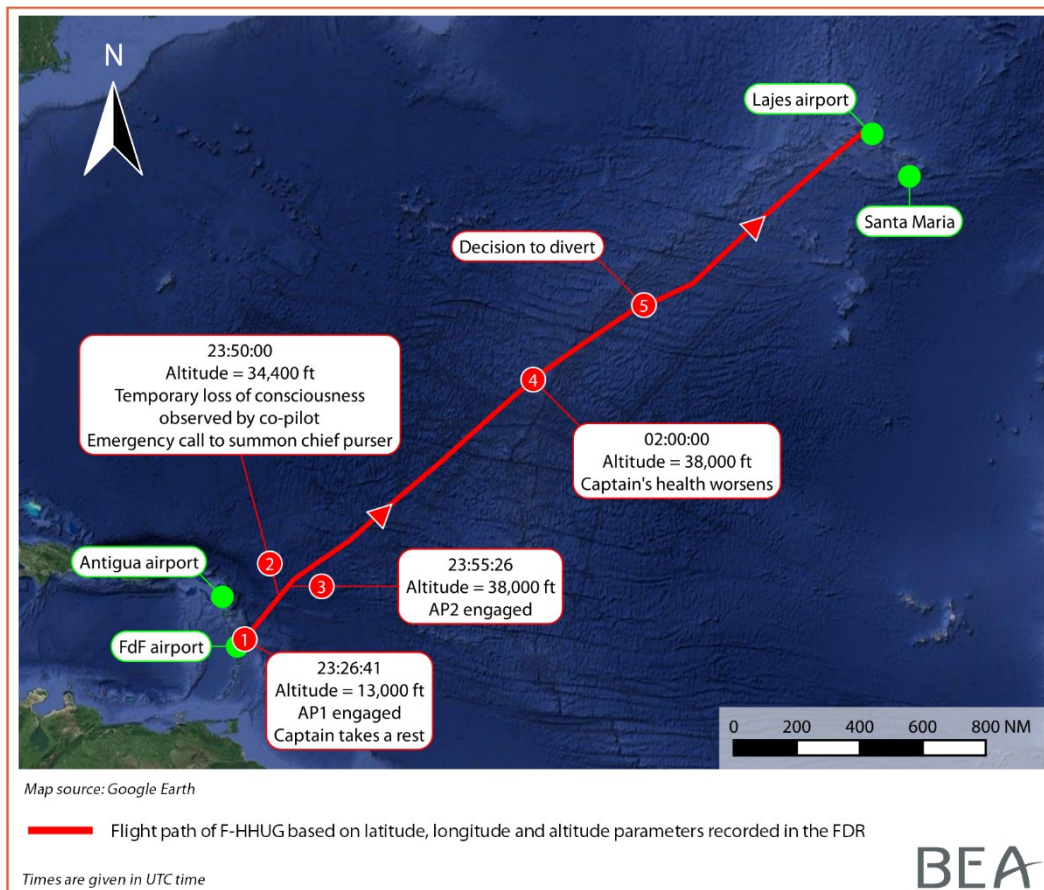 N
Lajes airport
Santa Maria
Decision to divert
5
23:50:00
Altitude = 34,400 ft
Temporary loss of consciousness
observed by co-pilot
Emergency call to summon chief purser
4
02:00:00
Altitude = 38,000 ft
Captain's health worsens
2
Antigua airport
3
23:55:26
Altitude = 38,000 ft
AP2 engaged
FdF airport
1
23:26:41
Altitude = 13,000 ft
AP1 engaged
Captain takes a rest
0 200 400 600 800 NM
Map source: Google Earth
Flight path of F-HHUG based on latitude, longitude and altitude parameters recorded in the FDR
Times are given in UTC time
BEA